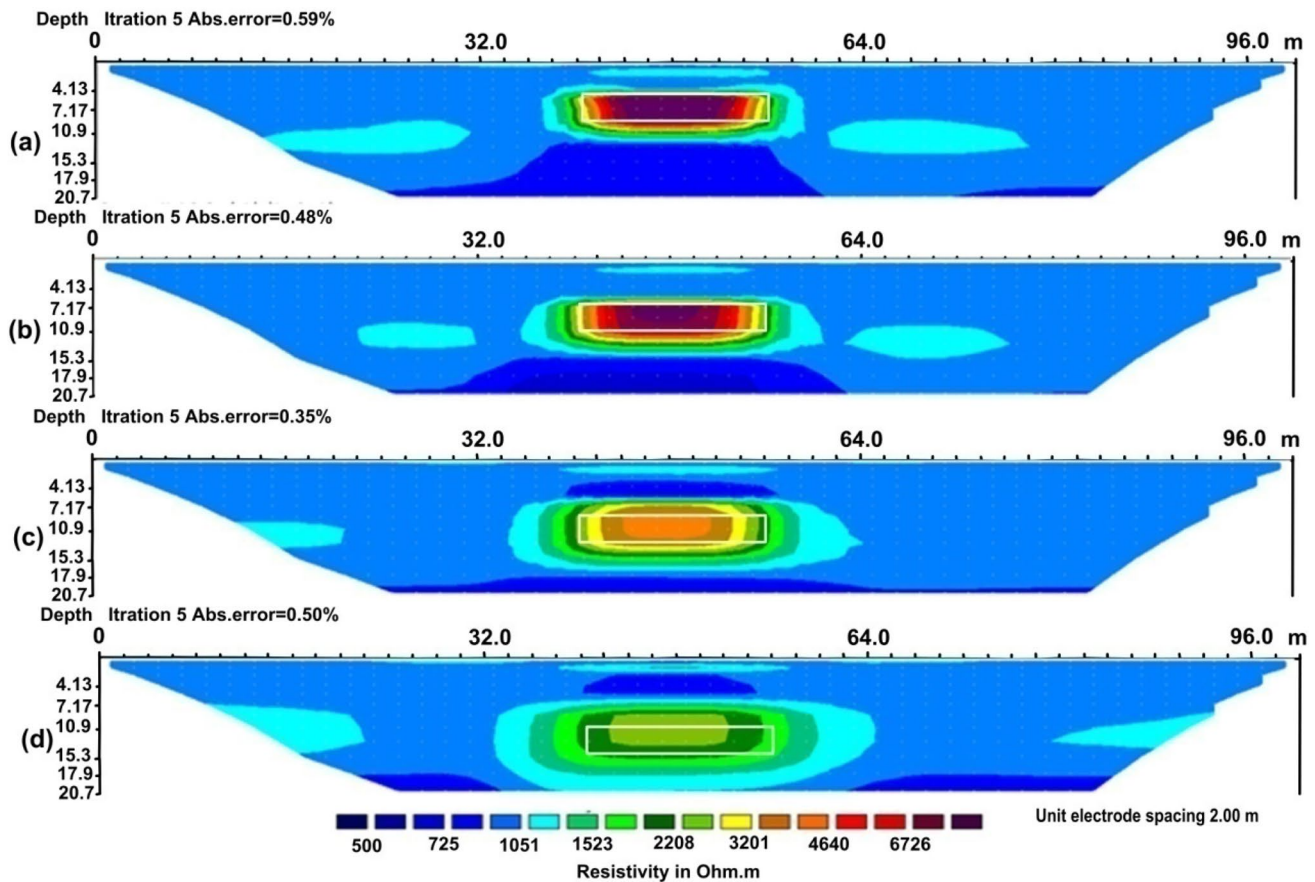 Depth Itration 5 Abs.error=0.59%
0 32.0 64.0 96.0 m
4.13
7.17
10.9
(a)
15.3
17.9
20.7
Depth Itration 5 Abs.error=0.48%
0 32.0 64.0 96.0 m
4.13
7.17
(b)
10.9
15.3
17.9
20.7
Depth Itration 5 Abs.error=0.35%
0 32.0 64.0 96.0 m
4.13
7.17
10.9
(c)
15.3
17.9
20.7
Depth Itration 5 Abs.error=0.50%
0 32.0 64.0 96.0 m
4.13
7.17
10.9
(d)
15.3
17.9
20.7
Unit electrode spacing 2.00 m
500 725 1051 1523 2208 3201 4640 6726
Resistivity in Ohm.m